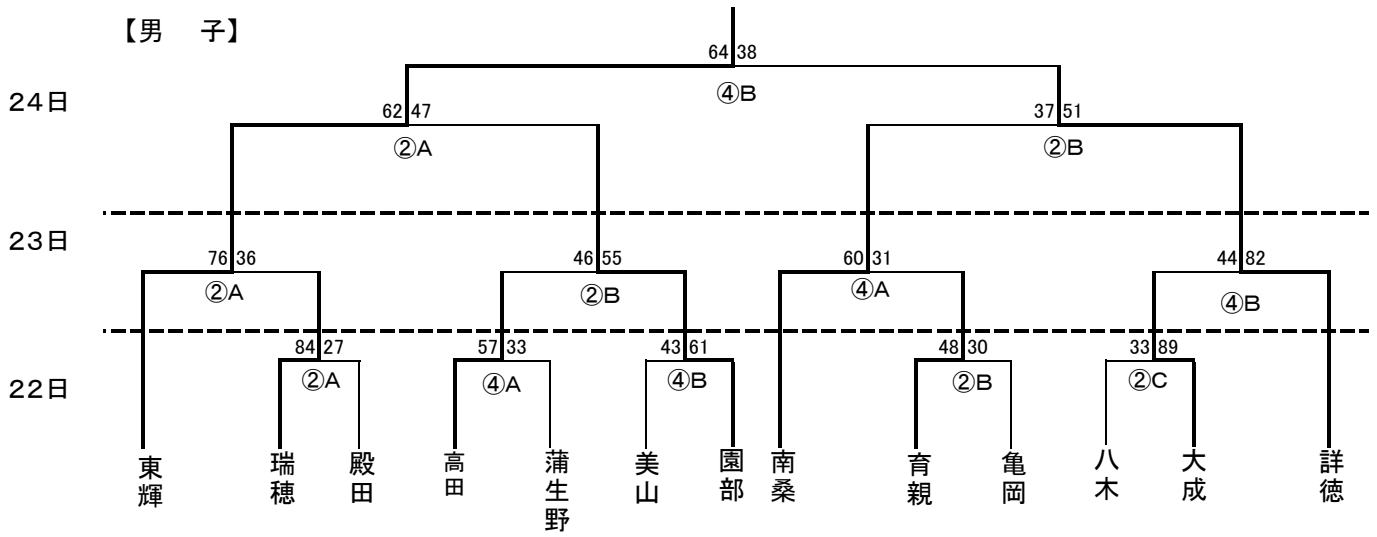 【男　子】
64 38
④B
24日
62 47
37 51
②A
②B
23日
76 36
46 55
60 31
44 82
②A
②B
④A
④B
84 27
57 33
43 61
48 30
33 89
②A
④A
④B
②B
②C
22日
東輝
瑞穂
殿田
高田
蒲生野
美山
園部
南桑
育親
亀岡
八木
大成
詳徳